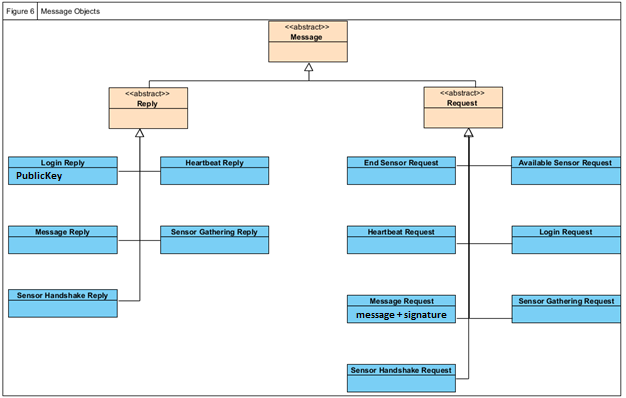 Figure 6 Message Objects
<<abstract>>
Message
<<abstract>>
Reply
<<abstract>>
Request
Login Reply
PublicKey
Heartbeat Reply
End Sensor Request
Available Sensor Request
Message Reply
Sensor Gathering Reply
Heartbeat Request
Login Request
Sensor Handshake Reply
Message Request
message + signature
Sensor Gathering Request
Sensor Handshake Request